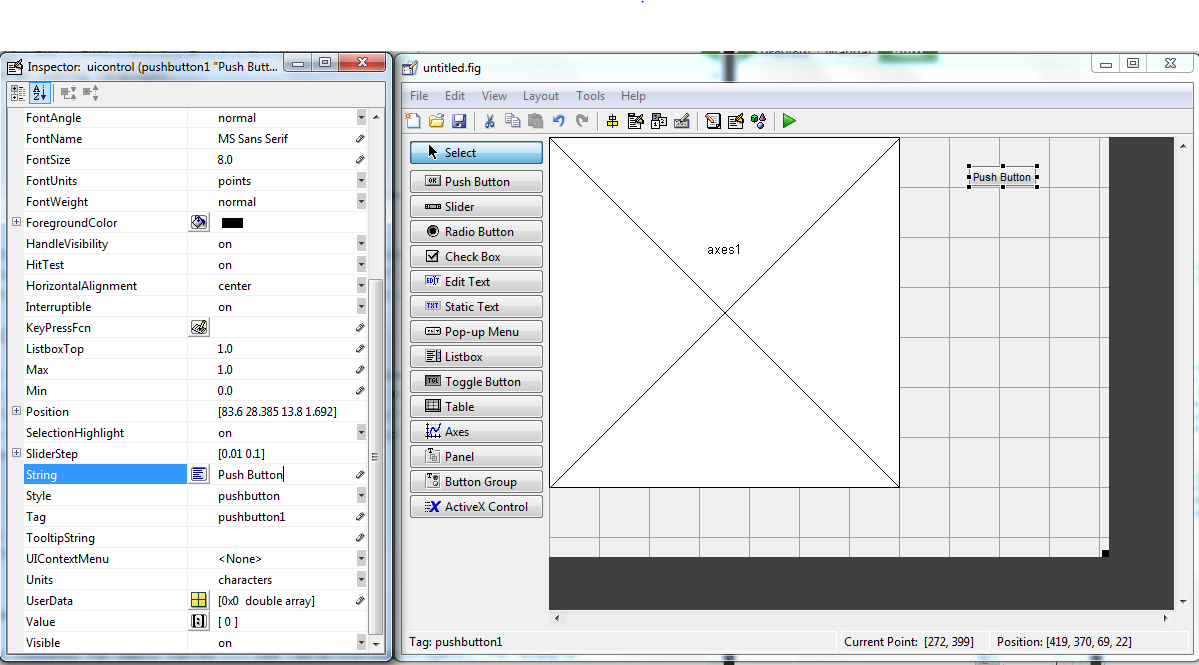 Inspector: uicontrol (pushbutton1 "Push Butt...
FontAngle normal
FontName MS Sans Serif
FontSize 8.0
FontUnits points
FontWeight normal
ForegroundColor
HandleVisibility on
HitTest on
HorizontalAlignment center
Interruptible on
KeyPressFcn
ListboxTop 1.0
Max 1.0
Min 0.0
Position [83.6 28.385 13.8 1.692]
SelectionHighlight on
SliderStep [0.01 0.1]
String Push Button
Style pushbutton
Tag pushbutton1
TooltipString
UIContextMenu <None>
Units characters
UserData [0x0 double array]
Value [ 0 ]
Visible on
untitled.fig
File Edit View Layout Tools Help
Select
OK Push Button
Slider
Radio Button
Check Box
EDIT Edit Text
TXT Static Text
Pop-up Menu
Listbox
TGL Toggle Button
Table
Axes
Panel
Button Group
ActiveX Control
axes1
Push Button
Tag: pushbutton1
Current Point: [272, 399]
Position: [419, 370, 69, 22]